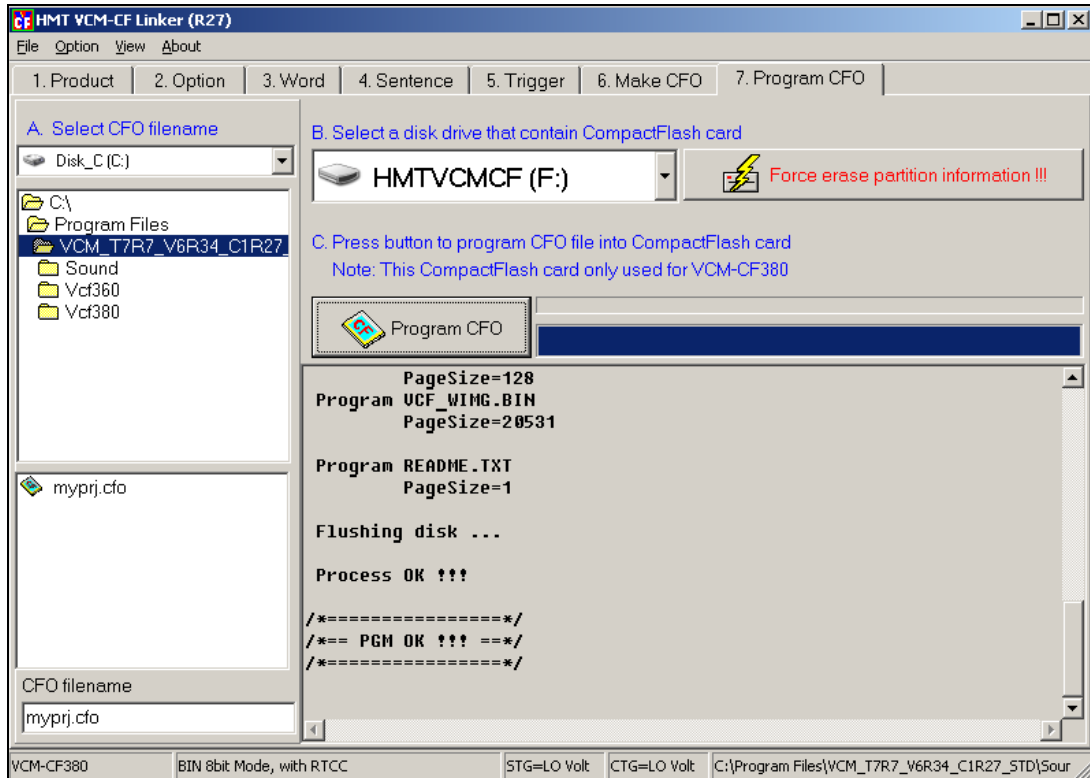 HMT VCM-CF Linker (R27)
File Option View About
1. Product 2. Option 3. Word 4. Sentence 5. Trigger 6. Make CFO 7. Program CFO
A. Select CFO filename
Disk_C (C:)
C:\
Program Files
VCM_T7R7_V6R34_C1R27_
Sound
Vcf360
Vcf380
myprj.cfo
CFO filename
myprj.cfo
B. Select a disk drive that contain CompactFlash card
HMTVCMCF (F:)
Force erase partition information !!!
C. Press button to program CFO file into CompactFlash card
Note: This CompactFlash card only used for VCM-CF380
CF Program CFO
PageSize=128
Program VCF_WIMG.BIN
PageSize=20531
Program README.TXT
PageSize=1
Flushing disk ...
Process OK !!!
/*================*/
/*== PGM OK !!! ==*/
/*================*/
VCM-CF380 BIN 8bit Mode, with RTCC STG=LO Volt CTG=LO Volt C:\Program Files\VCM_T7R7_V6R34_C1R27_STD\Sour